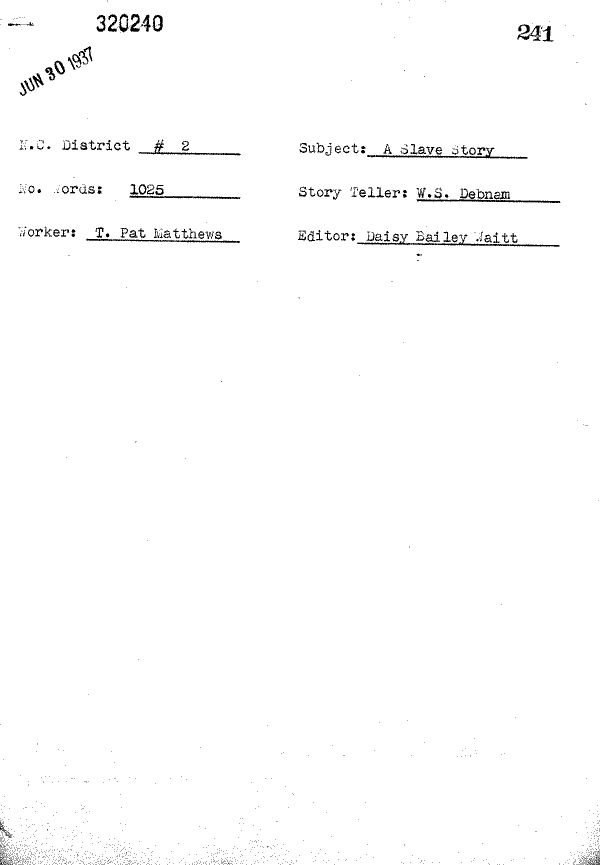 320240
241
JUN 30 1937
N.C. District # 2
Subject: A Slave Story
No. Words: 1025
Story Teller: W.S. Debnam
Worker: T. Pat Matthews
Editor: Daisy Bailey Waitt